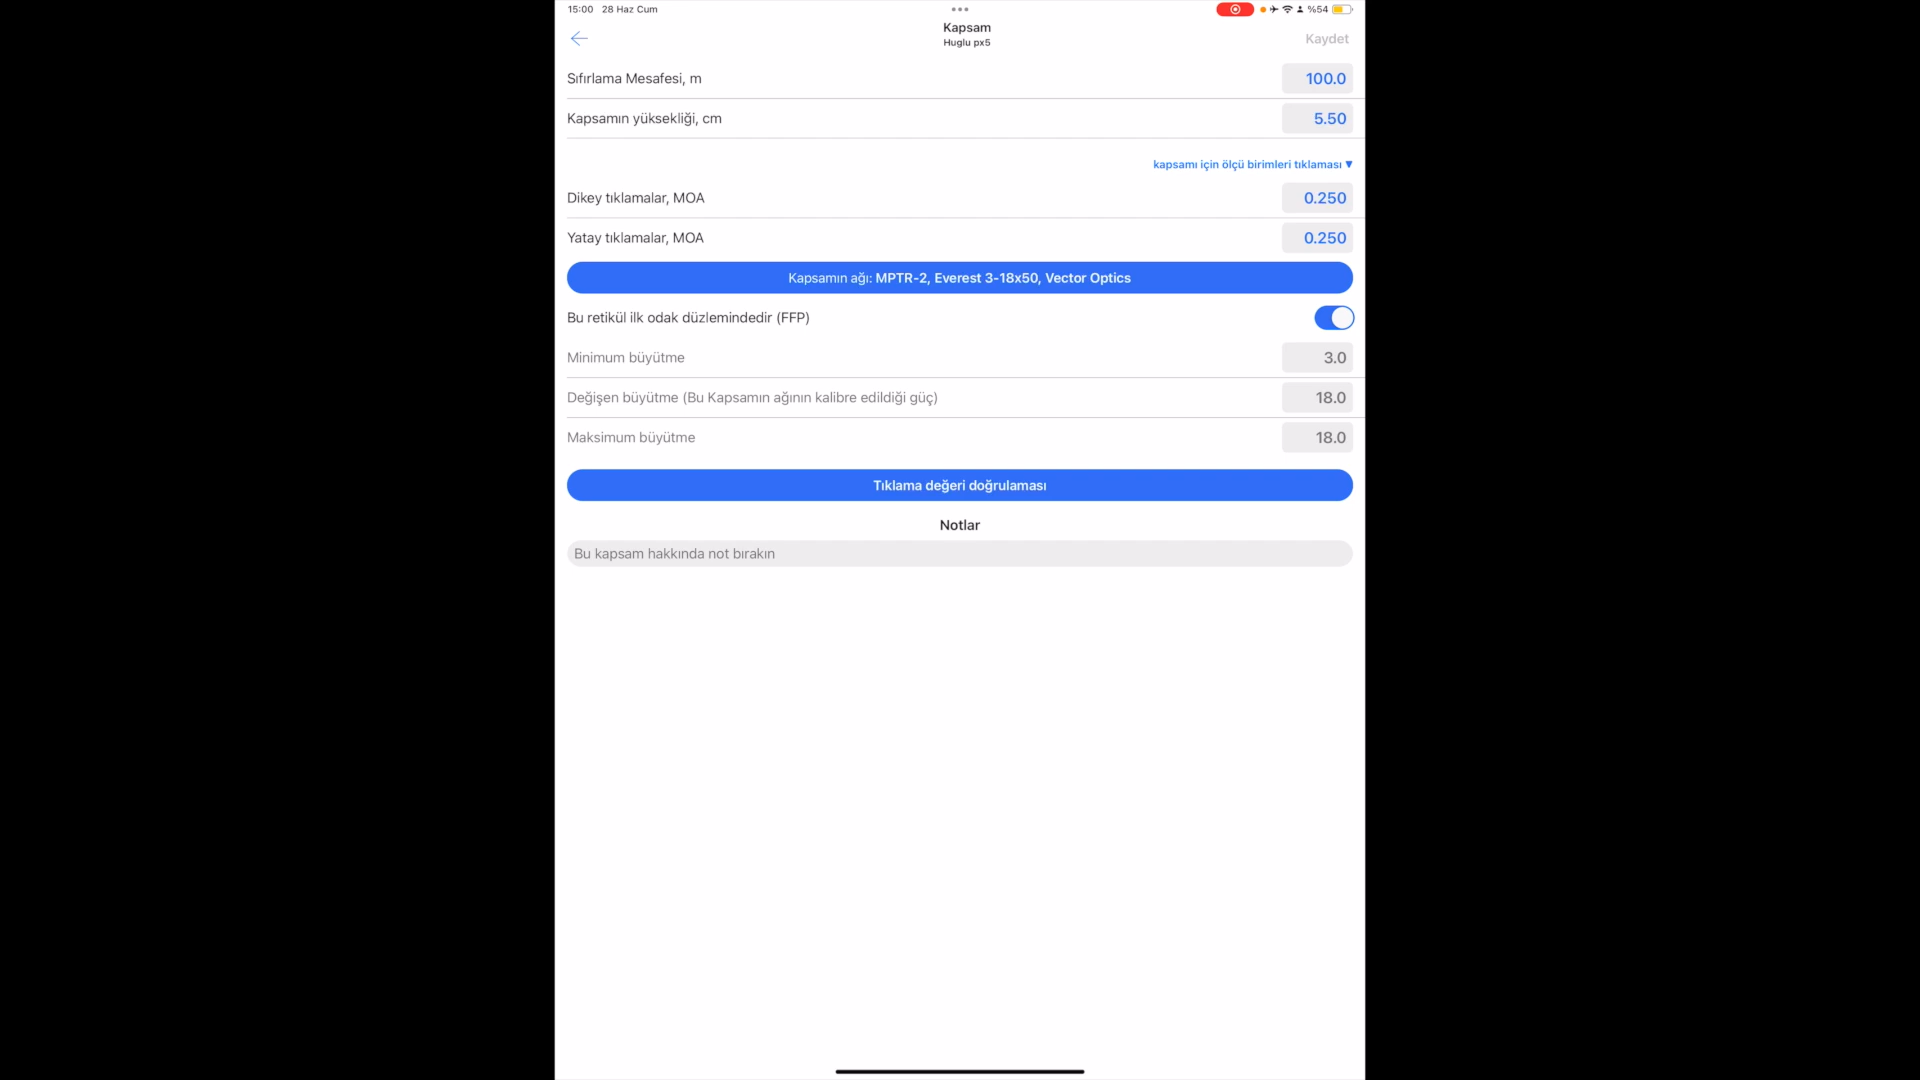 15:00 28 Haz Cum
%54
Kapsam
Huglu px5
Kaydet
Sıfırlama Mesafesi, m 100.0
Kapsamın yüksekliği, cm 5.50
kapsamı için ölçü birimleri tıklaması ▼
Dikey tıklamalar, MOA 0.250
Yatay tıklamalar, MOA 0.250
Kapsamın ağı: MPTR-2, Everest 3-18x50, Vector Optics
Bu retikül ilk odak düzlemindedir (FFP)
Minimum büyütme 3.0
Değişen büyütme (Bu Kapsamın ağının kalibre edildiği güç) 18.0
Maksimum büyütme 18.0
Tıklama değeri doğrulaması
Notlar
Bu kapsam hakkında not bırakın